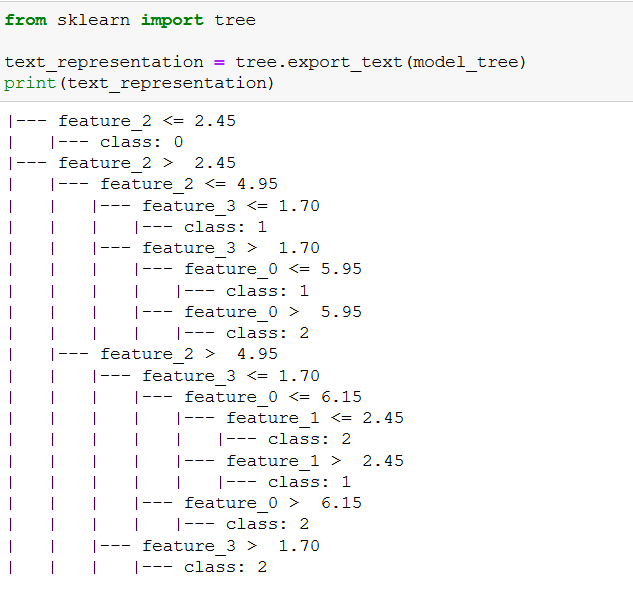 from sklearn import tree
text_representation = tree.export_text(model_tree)
print(text_representation)
|--- feature_2 <= 2.45
|   |--- class: 0
|--- feature_2 >  2.45
|   |--- feature_2 <= 4.95
|   |   |--- feature_3 <= 1.70
|   |   |   |--- class: 1
|   |   |--- feature_3 >  1.70
|   |   |   |--- feature_0 <= 5.95
|   |   |   |   |--- class: 1
|   |   |   |--- feature_0 >  5.95
|   |   |   |   |--- class: 2
|   |--- feature_2 >  4.95
|   |   |--- feature_3 <= 1.70
|   |   |   |--- feature_0 <= 6.15
|   |   |   |   |--- feature_1 <= 2.45
|   |   |   |   |   |--- class: 2
|   |   |   |   |--- feature_1 >  2.45
|   |   |   |   |   |--- class: 1
|   |   |   |--- feature_0 >  6.15
|   |   |   |   |--- class: 2
|   |   |--- feature_3 >  1.70
|   |   |   |--- class: 2